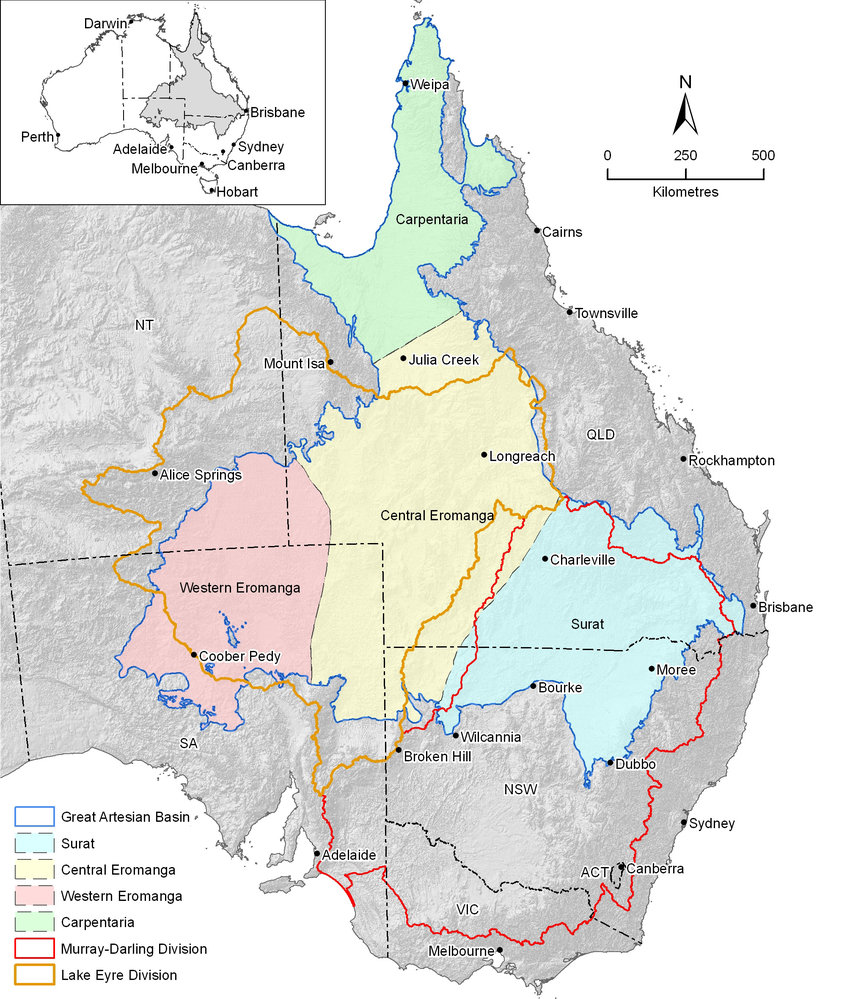 Darwin
Brisbane
Perth
Adelaide
Sydney
Melbourne
Canberra
Hobart
N
0 250 500
Kilometres
Weipa
Carpentaria
Cairns
Townsville
NT
Mount Isa
Julia Creek
QLD
Longreach
Rockhampton
Alice Springs
Central Eromanga
Charleville
Western Eromanga
Brisbane
Surat
Coober Pedy
Moree
Bourke
SA
Wilcannia
Broken Hill
Dubbo
NSW
Great Artesian Basin
Sydney
Surat
Adelaide
Central Eromanga
ACT
Canberra
Western Eromanga
VIC
Carpentaria
Murray-Darling Division
Melbourne
Lake Eyre Division